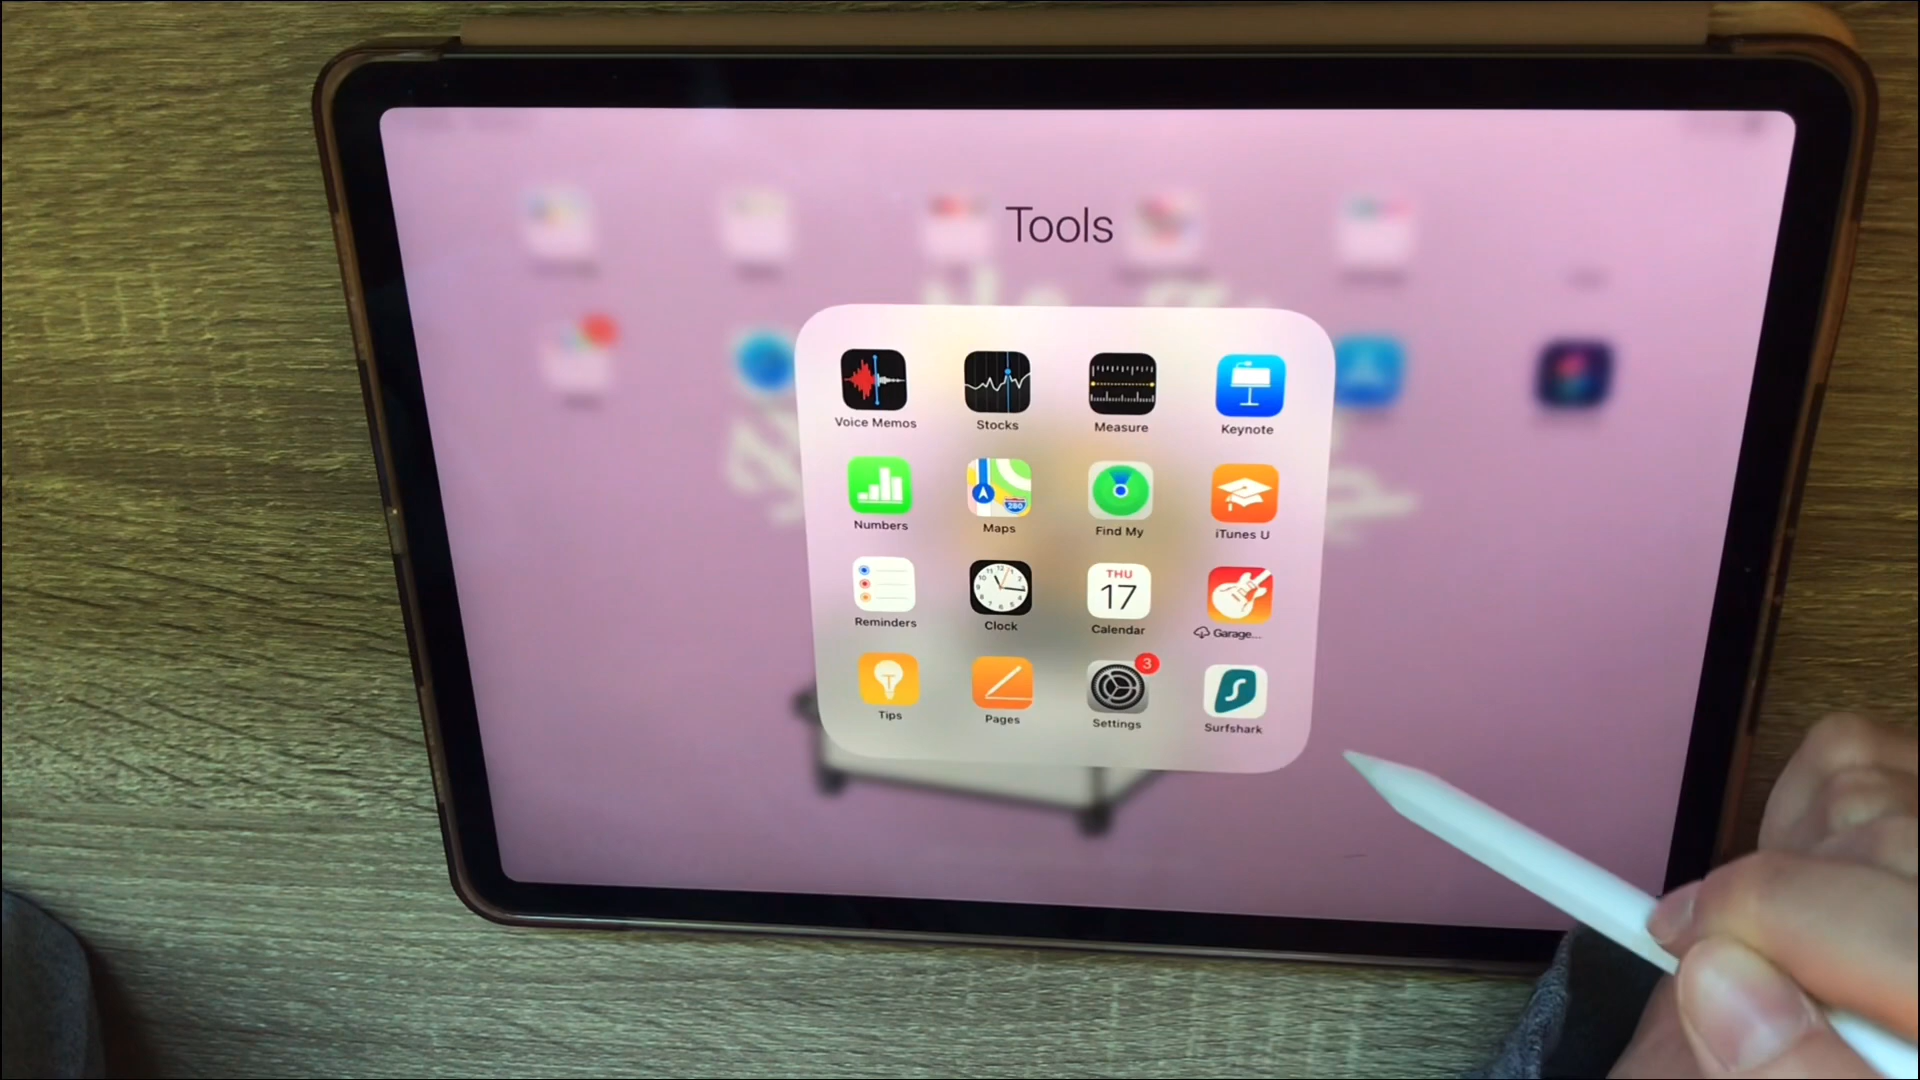 Tools
Voice Memos
Stocks
Measure
Keynote
280
Numbers
Maps
Find My
iTunes U
THU
17
Reminders
Clock
Calendar
Garage...
3
Tips
Pages
Settings
Surfshark